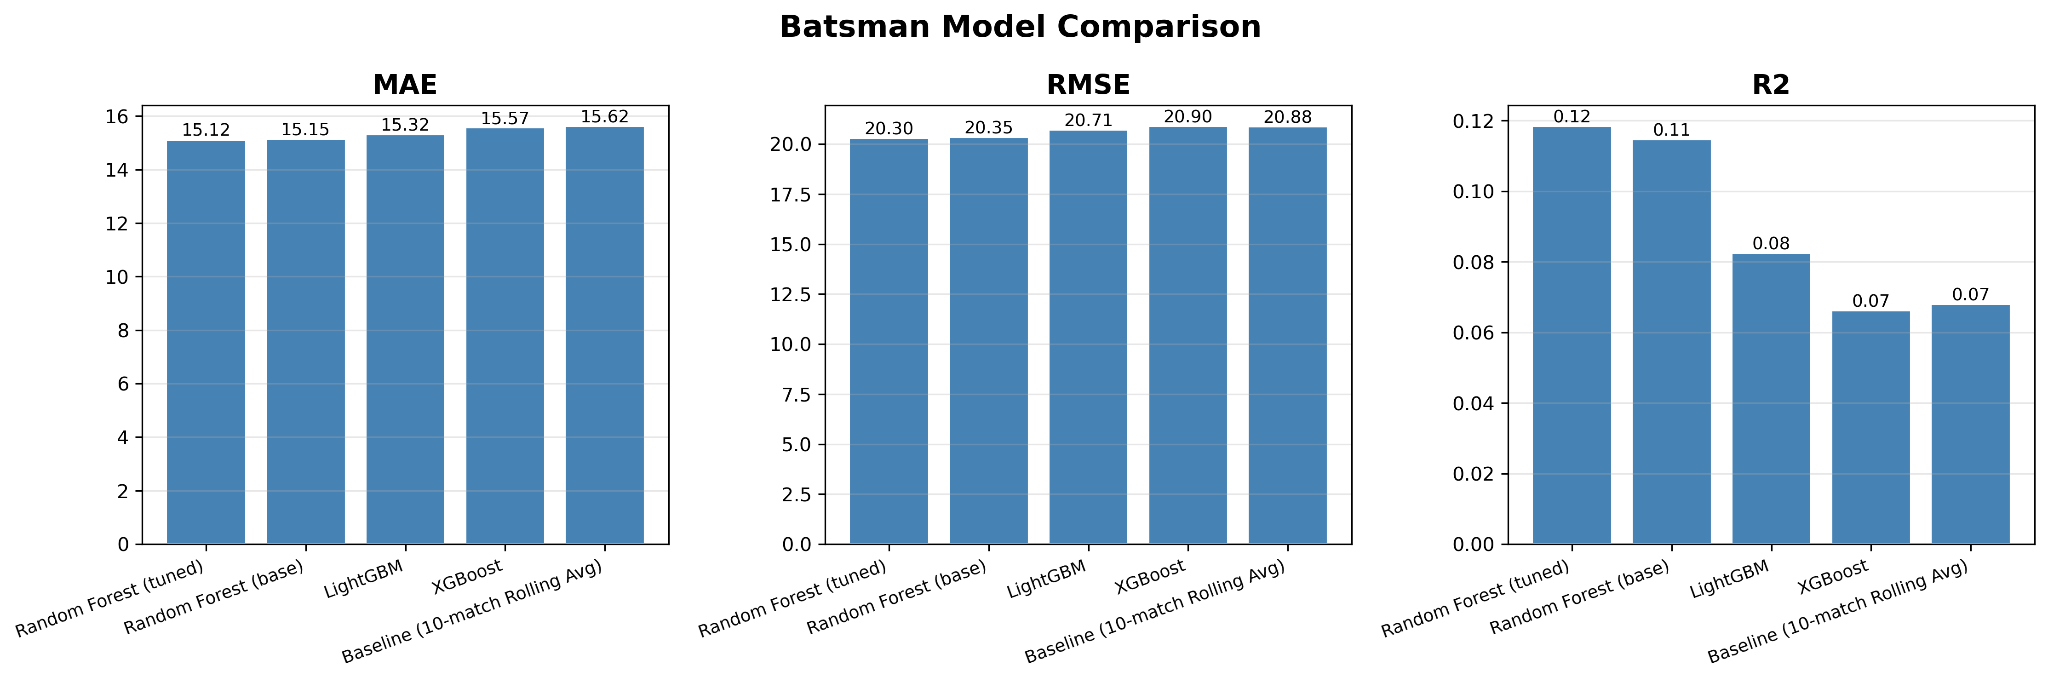 Batsman Model Comparison
MAE
16
14
12
10
8
6
4
2
0
15.12
15.15
15.32
15.57
15.62
Random Forest (tuned)
Random Forest (base)
LightGBM
XGBoost
Baseline (10-match Rolling Avg)
RMSE
20.0
17.5
15.0
12.5
10.0
7.5
5.0
2.5
0.0
20.30
20.35
20.71
20.90
20.88
Random Forest (tuned)
Random Forest (base)
LightGBM
XGBoost
Baseline (10-match Rolling Avg)
R2
0.12
0.10
0.08
0.06
0.04
0.02
0.00
0.12
0.11
0.08
0.07
0.07
Random Forest (tuned)
Random Forest (base)
LightGBM
XGBoost
Baseline (10-match Rolling Avg)